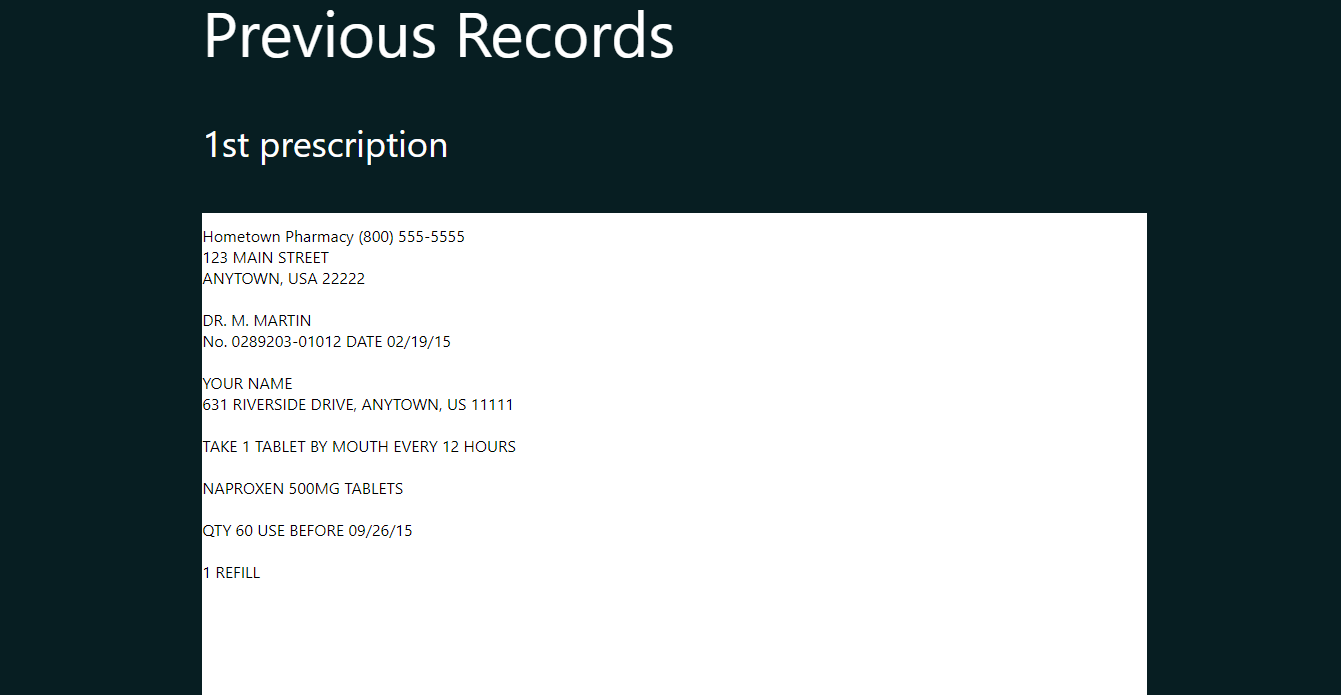 Previous Records
1st prescription
Hometown Pharmacy (800) 555-5555
123 MAIN STREET
ANYTOWN, USA 22222
DR. M. MARTIN
No. 0289203-01012 DATE 02/19/15
YOUR NAME
631 RIVERSIDE DRIVE, ANYTOWN, US 11111
TAKE 1 TABLET BY MOUTH EVERY 12 HOURS
NAPROXEN 500MG TABLETS
QTY 60 USE BEFORE 09/26/15
1 REFILL